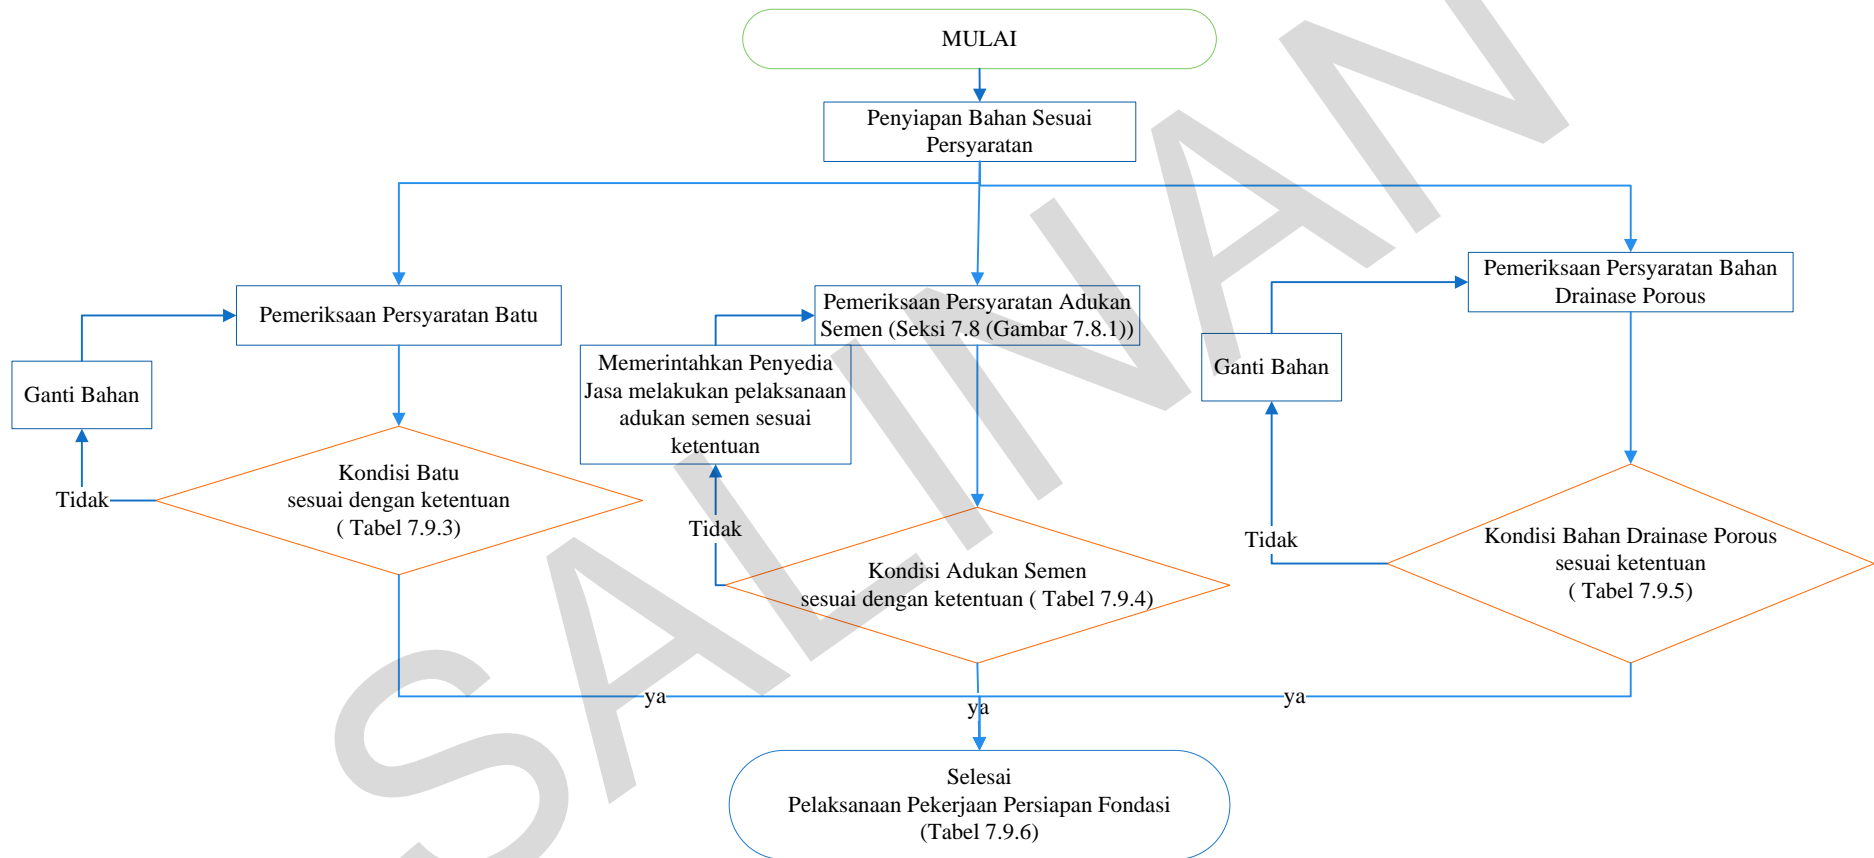 MULAI
Penyiapan Bahan Sesuai
Persyaratan
Pemeriksaan Persyaratan Batu
Ganti Bahan
Kondisi Batu
sesuai dengan ketentuan
( Tabel 7.9.3)
Tidak
Pemeriksaan Persyaratan Adukan
Semen (Seksi 7.8 (Gambar 7.8.1))
Memerintahkan Penyedia
Jasa melakukan pelaksanaan
adukan semen sesuai
ketentuan
Tidak
Kondisi Adukan Semen
sesuai dengan ketentuan ( Tabel 7.9.4)
Pemeriksaan Persyaratan Bahan
Drainase Porous
Ganti Bahan
Tidak
Kondisi Bahan Drainase Porous
sesuai ketentuan
( Tabel 7.9.5)
ya
ya
ya
Selesai
Pelaksanaan Pekerjaan Persiapan Fondasi
(Tabel 7.9.6)
SALINAN